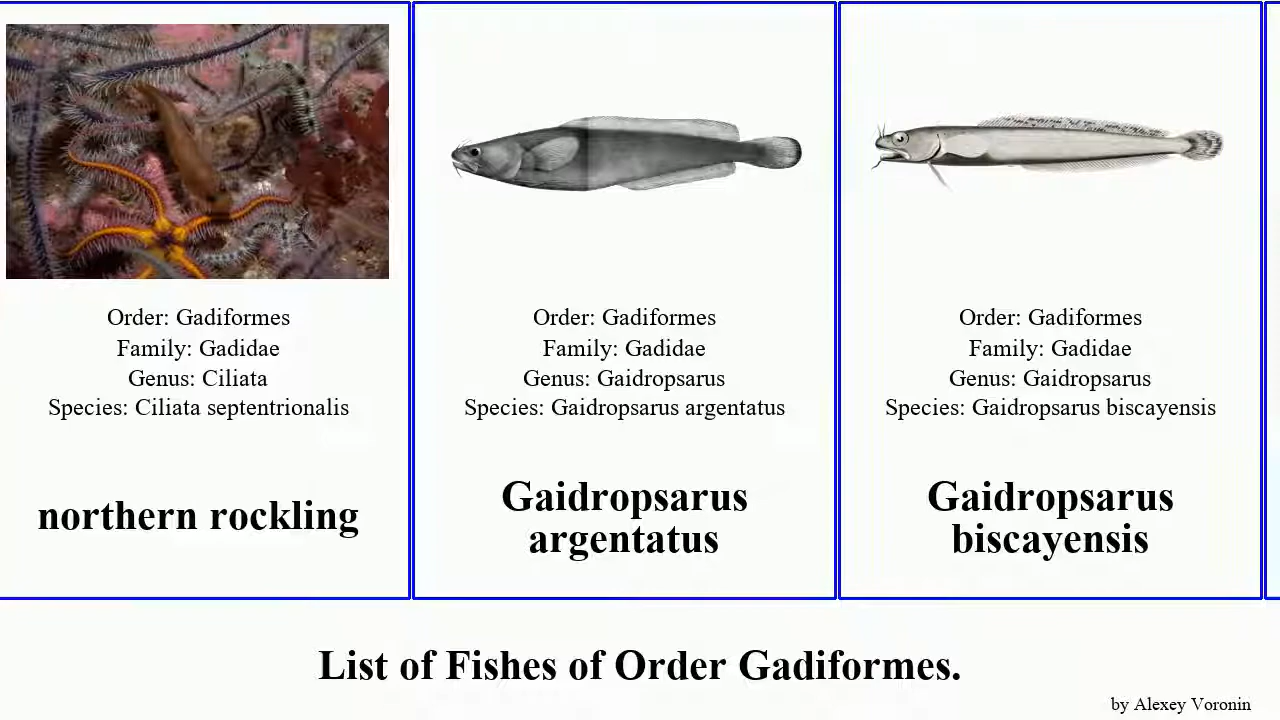 Order: Gadiformes
Family: Gadidae
Genus: Ciliata
Species: Ciliata septentrionalis
northern rockling
Order: Gadiformes
Family: Gadidae
Genus: Gaidropsarus
Species: Gaidropsarus argentatus
Gaidropsarus
argentatus
Order: Gadiformes
Family: Gadidae
Genus: Gaidropsarus
Species: Gaidropsarus biscayensis
Gaidropsarus
biscayensis
List of Fishes of Order Gadiformes.
by Alexey Voronin